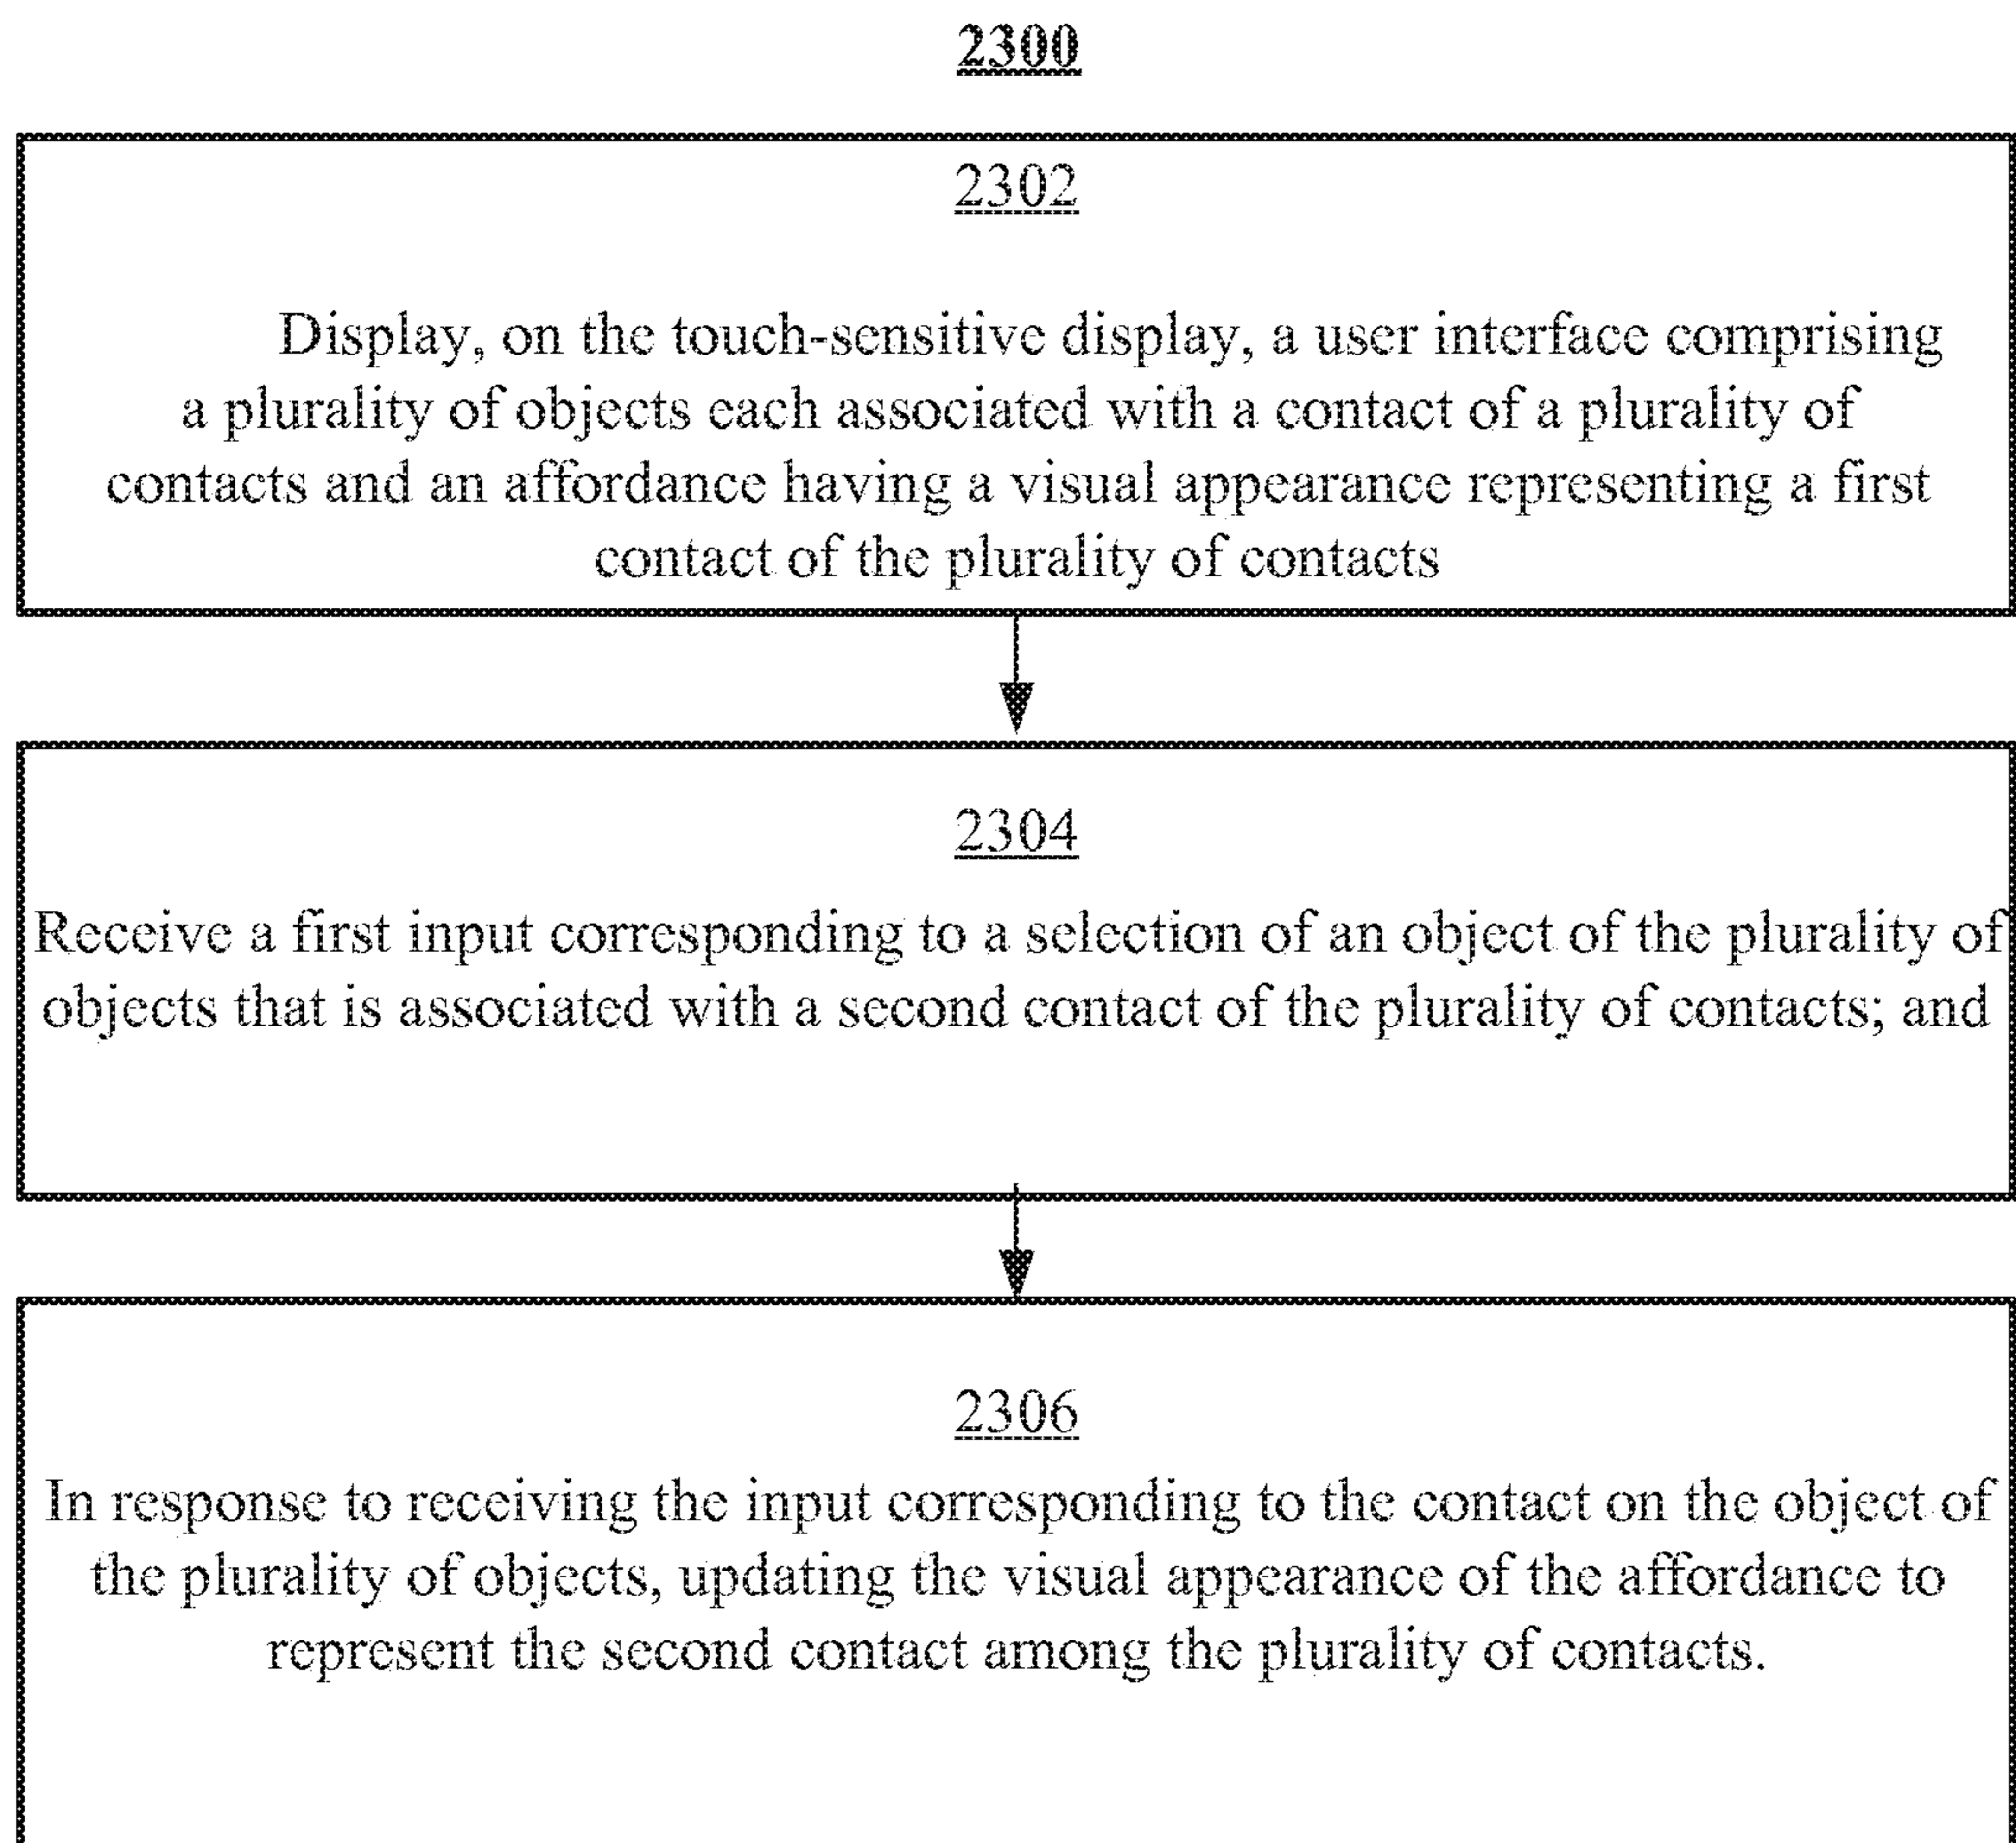 2300
2302
Display, on the touch-sensitive display, a user interface comprising
a plurality of objects each associated with a contact of a plurality of
contacts and an affordance having a visual appearance representing a first
contact of the plurality of contacts
2304
Receive a first input corresponding to a selection of an object of the plurality of
objects that is associated with a second contact of the plurality of contacts; and
2306
In response to receiving the input corresponding to the contact on the object of
the plurality of objects, updating the visual appearance of the affordance to
represent the second contact among the plurality of contacts.